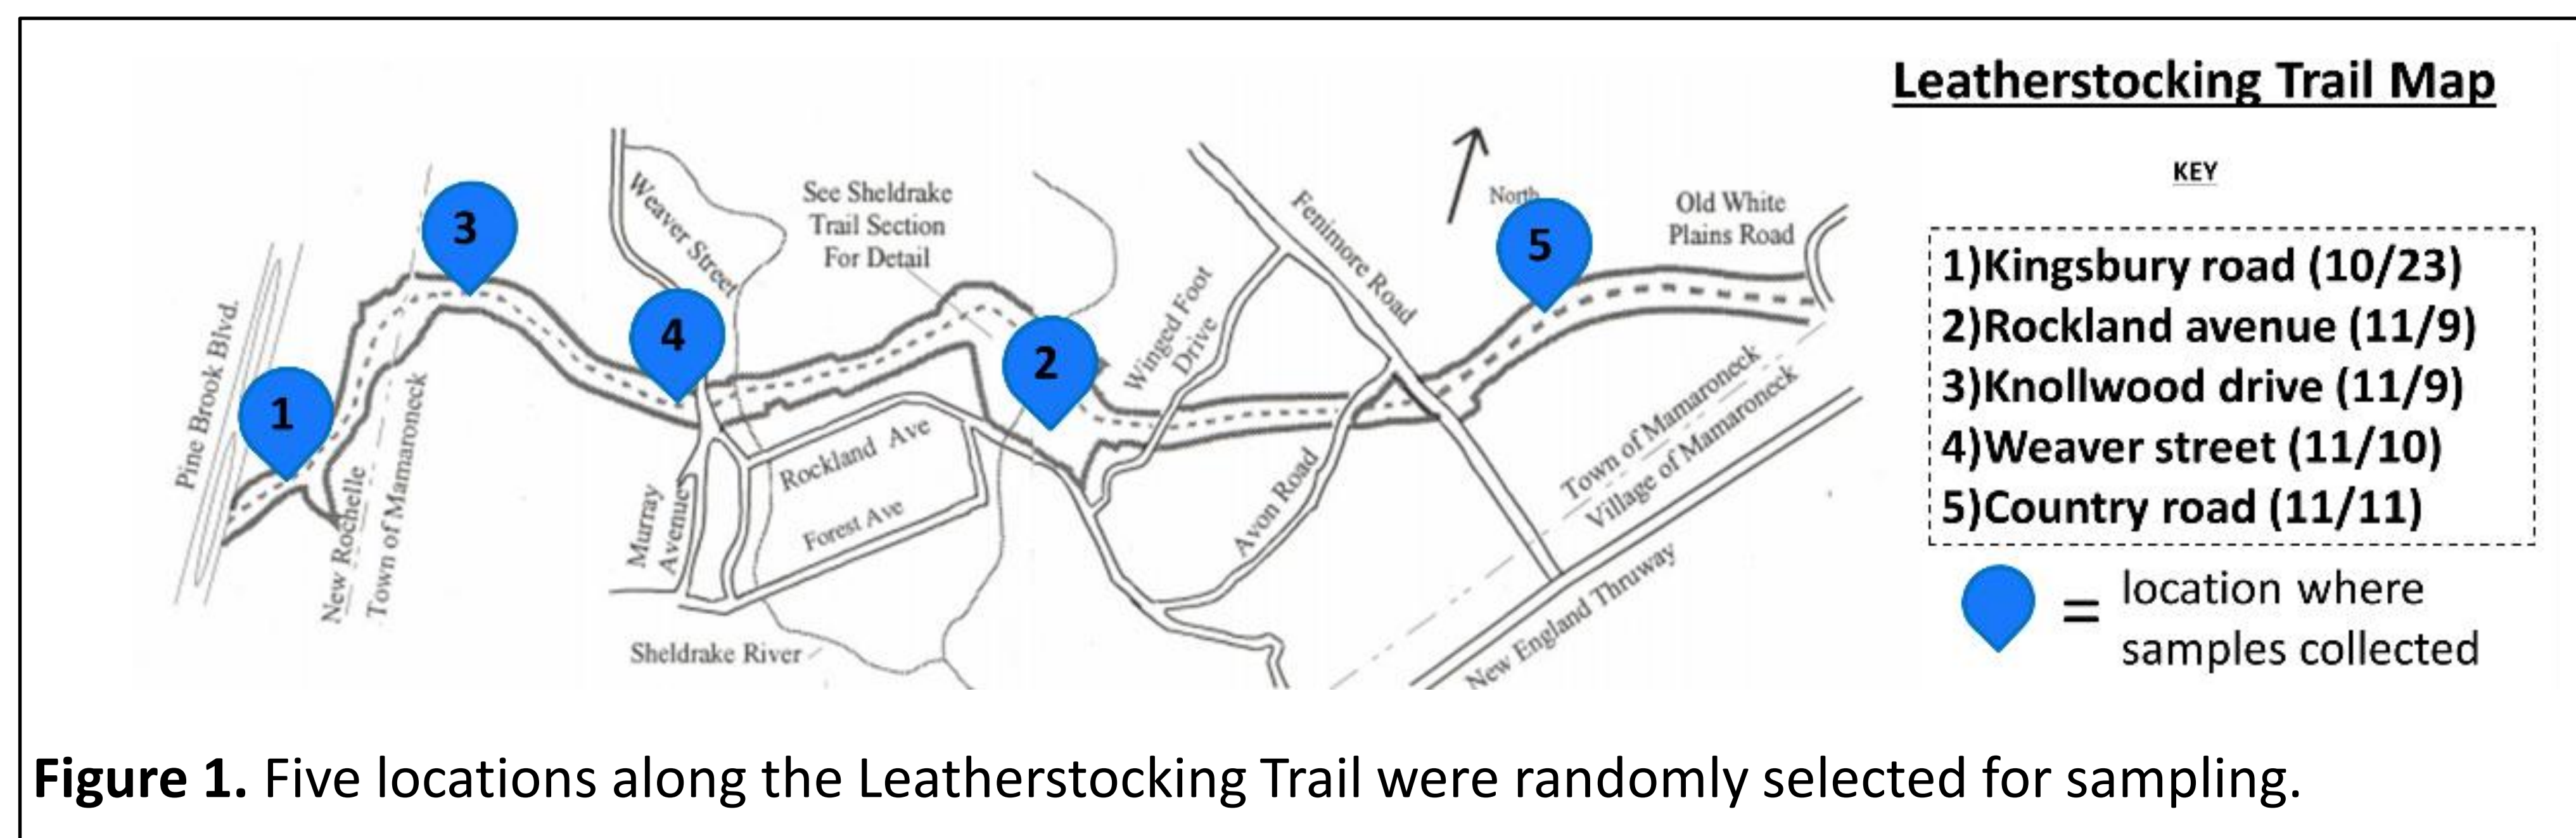 Leatherstocking Trail Map
KEY
1)Kingsbury road (10/23)
2)Rockland avenue (11/9)
3)Knollwood drive (11/9)
4)Weaver street (11/10)
5)Country road (11/11)
= location where
samples collected
Pine Brook Blvd.
1
New Rochelle
Town of Mamaroneck
3
Weaver Street
4
See Sheldrake
Trail Section
For Detail
2
Winged Foot
Drive
Fenimore Road
North
5
Old White
Plains Road
Murray
Avenue
Rockland Ave
Forest Ave
Avon Road
Town of Mamaroneck
Village of Mamaroneck
New England Thruway
Sheldrake River
Figure 1. Five locations along the Leatherstocking Trail were randomly selected for sampling.